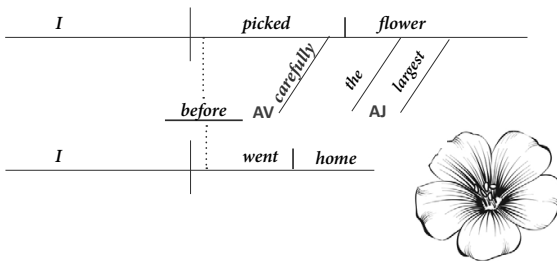 I picked flower
carefully the largest
before AV AJ
I went home